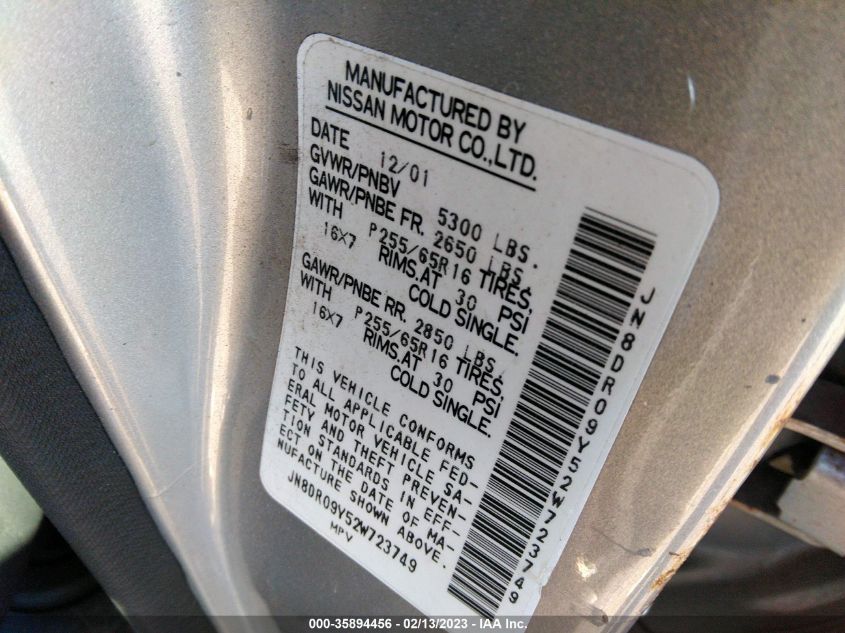 MANUFACTURED BY
NISSAN MOTOR CO.,LTD.
DATE 12/01
GVWR/PNBV 5300 LBS.
GAWR/PNBE FR. 2650 LBS.
WITH P255/65R16 TIRES,
16X7 RIMS.AT 30 PSI
COLD SINGLE.
GAWR/PNBE RR. 2850 LBS.
WITH P255/65R16 TIRES,
16X7 RIMS.AT 30 PSI
COLD SINGLE.
THIS VEHICLE CONFORMS
TO ALL APPLICABLE FED-
ERAL MOTOR VEHICLE SA-
FETY AND THEFT PREVEN-
TION STANDARDS IN EFF-
ECT ON THE DATE OF MA-
NUFACTURE SHOWN ABOVE.
JN8DR09Y52W723749
MPV
JN8DR09Y52W723749
000-35894456 - 02/13/2023 - IAA Inc.